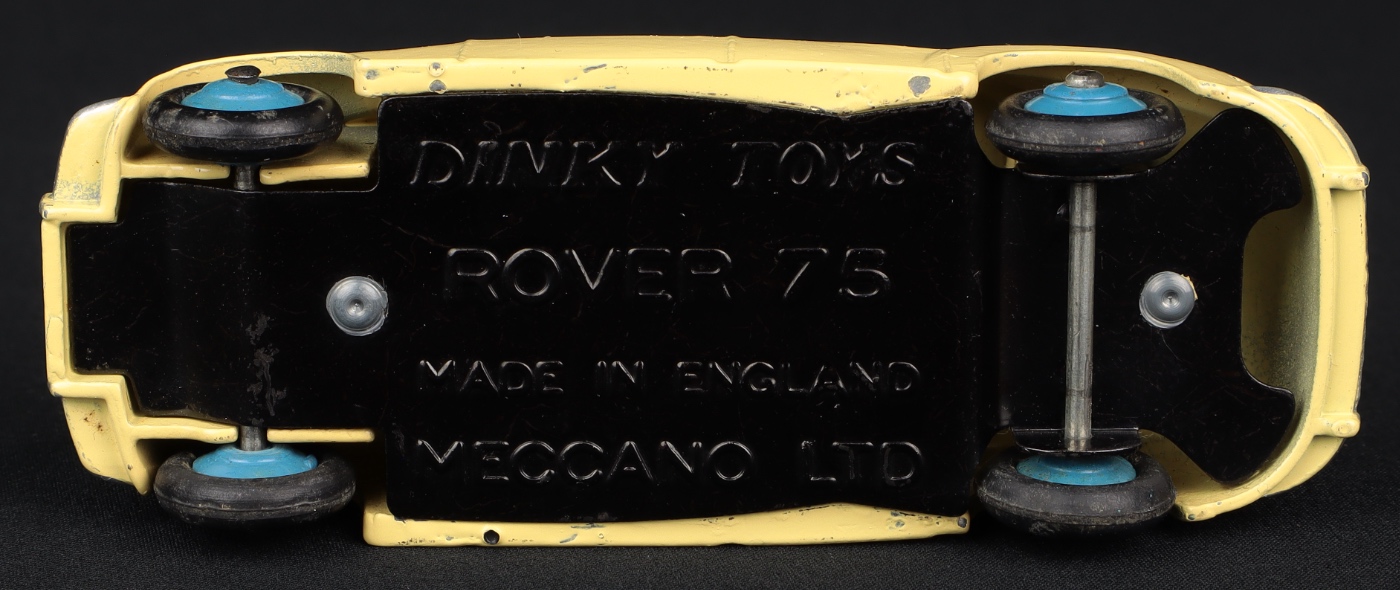 DINKY TOYS
ROVER 75
MADE IN ENGLAND
MECCANO LTD